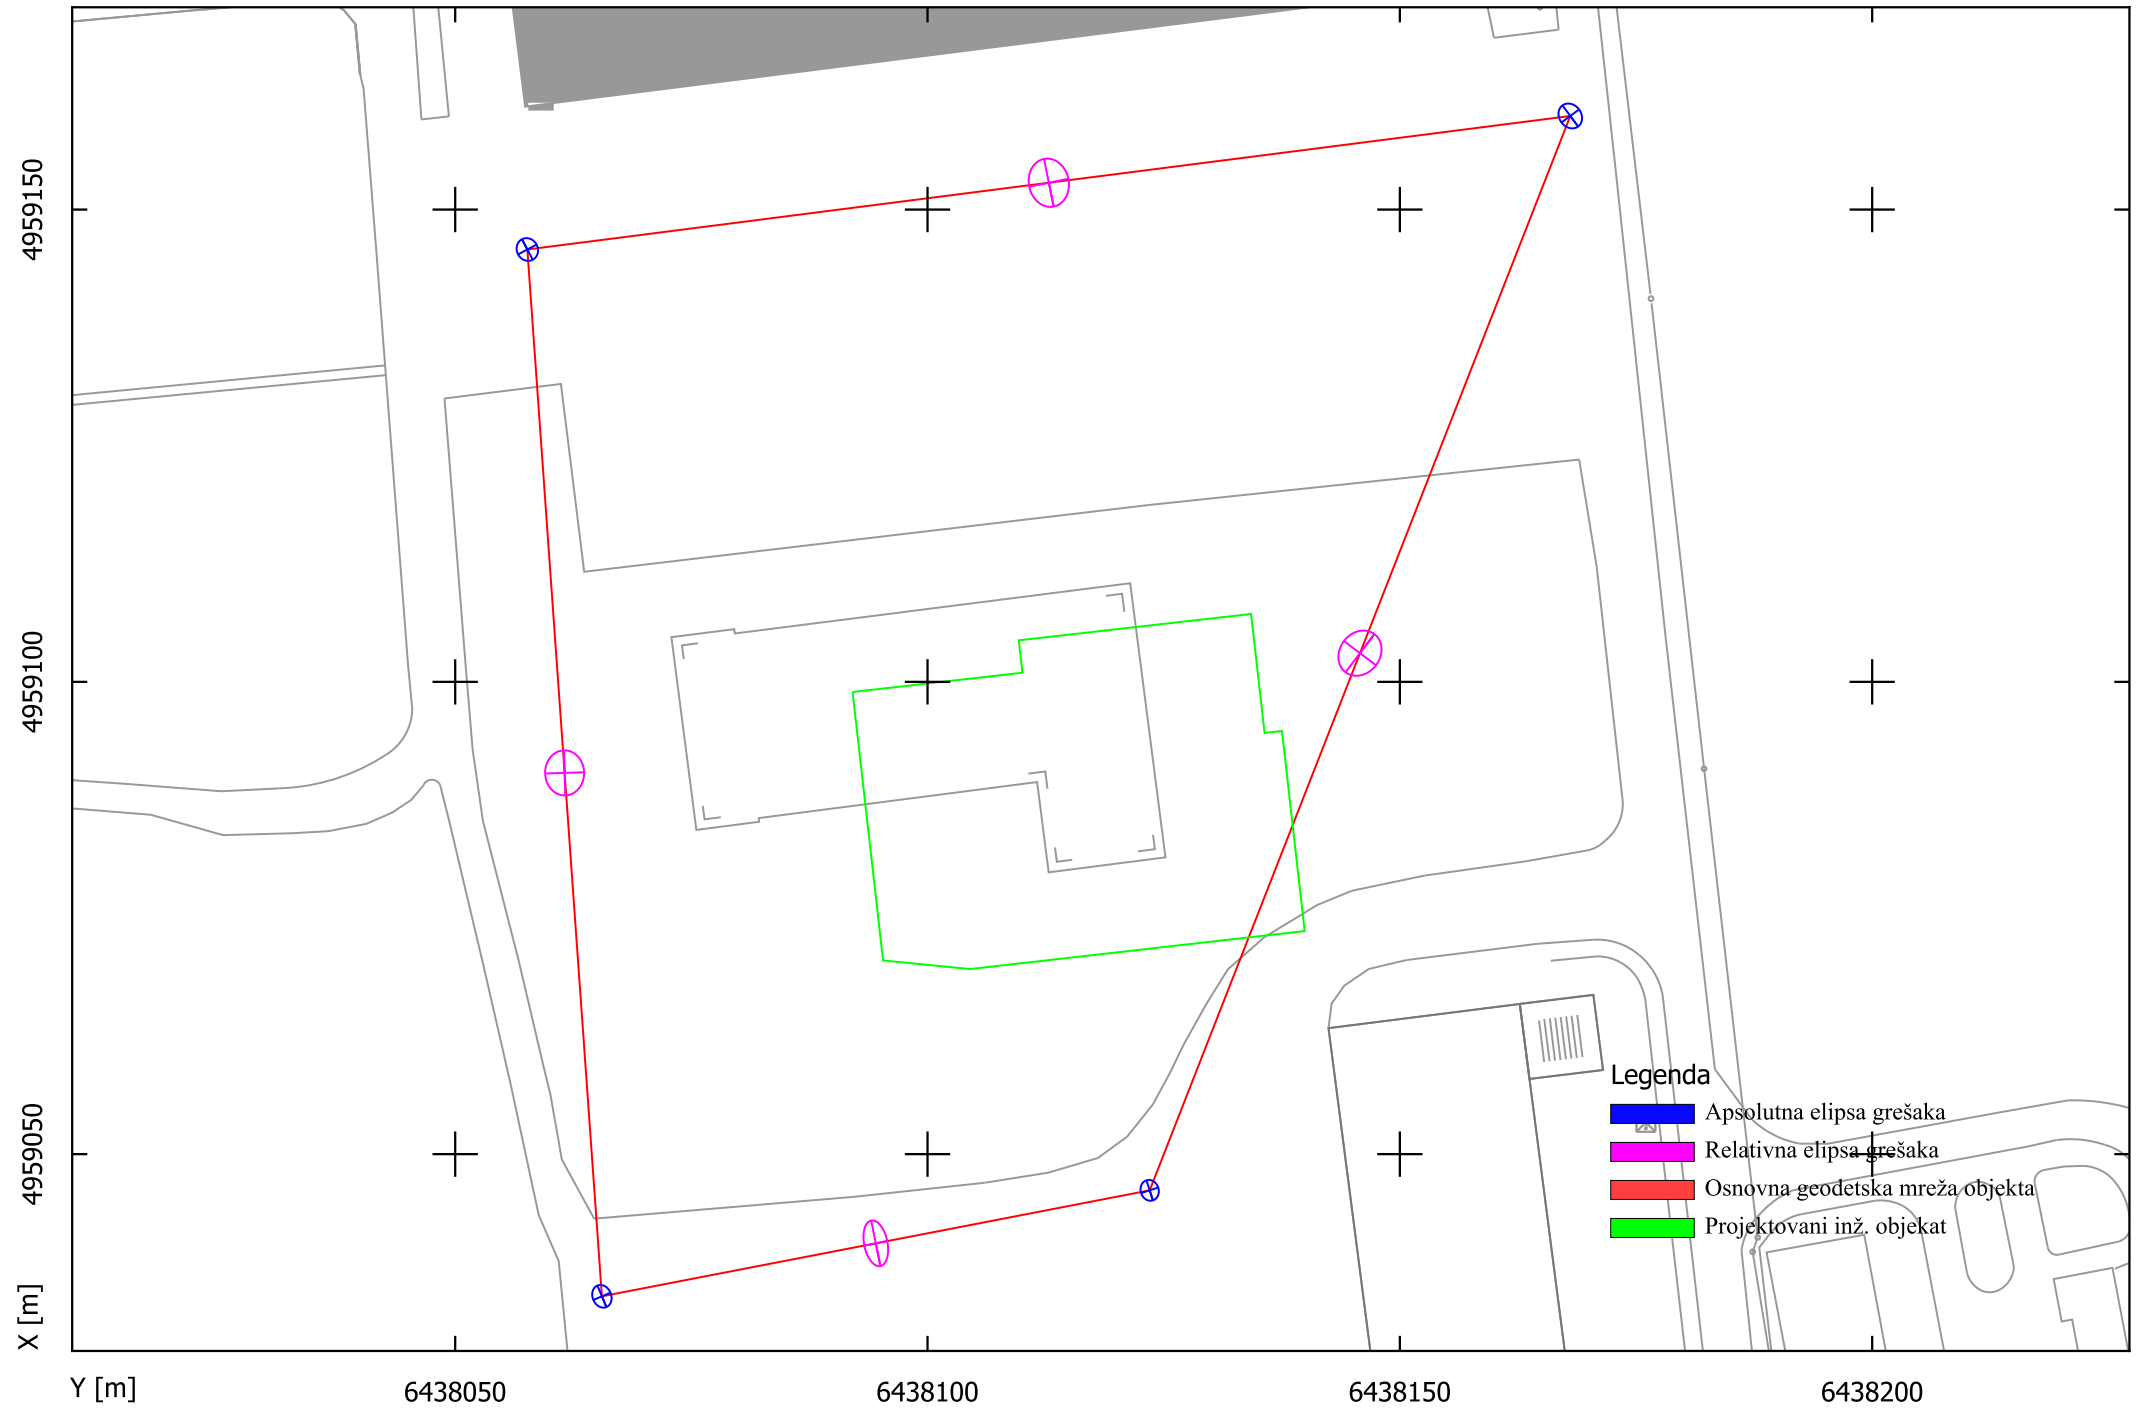 4959150
4959100
4959050
X [m]
Legenda
Apsolutna elipsa grešaka
Relativna elipsa grešaka
Osnovna geodetska mreža objekta
Projektovani inž. objekat
Y [m]
6438050
6438100
6438150
6438200